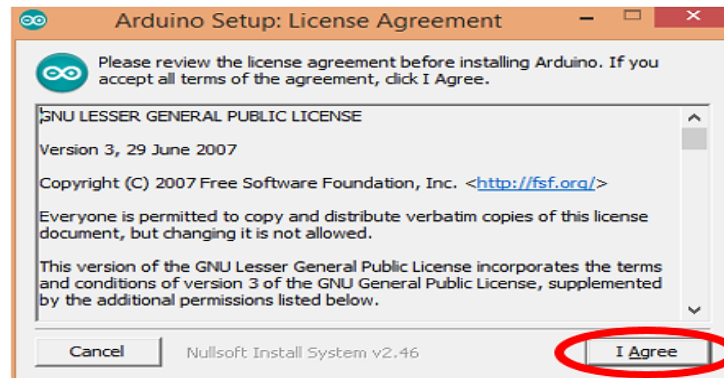 Arduino Setup: License Agreement
Please review the license agreement before installing Arduino. If you
accept all terms of the agreement, click I Agree.
GNU LESSER GENERAL PUBLIC LICENSE
Version 3, 29 June 2007
Copyright (C) 2007 Free Software Foundation, Inc. <http://fsf.org/>
Everyone is permitted to copy and distribute verbatim copies of this license
document, but changing it is not allowed.
This version of the GNU Lesser General Public License incorporates the terms
and conditions of version 3 of the GNU General Public License, supplemented
by the additional permissions listed below.
Cancel Nullsoft Install System v2.46 I Agree